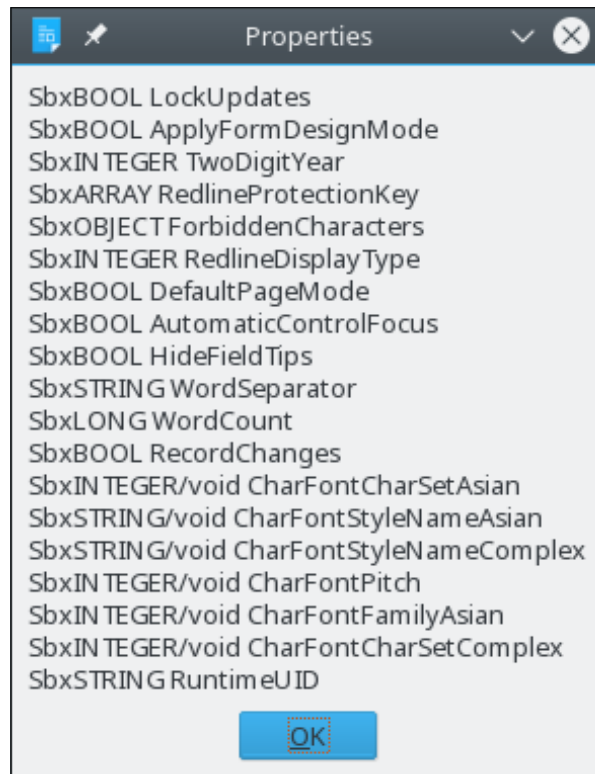 Properties
SbxBOOL LockUpdates
SbxBOOL ApplyFormDesignMode
SbxINTEGER TwoDigitYear
SbxARRAY RedlineProtectionKey
SbxOBJECT ForbiddenCharacters
SbxINTEGER RedlineDisplayType
SbxBOOL DefaultPageMode
SbxBOOL AutomaticControlFocus
SbxBOOL HideFieldTips
SbxSTRING WordSeparator
SbxLONG WordCount
SbxBOOL RecordChanges
SbxINTEGER/void CharFontCharSetAsian
SbxSTRING/void CharFontStyleNameAsian
SbxSTRING/void CharFontStyleNameComplex
SbxINTEGER/void CharFontPitch
SbxINTEGER/void CharFontFamilyAsian
SbxINTEGER/void CharFontCharSetComplex
SbxSTRING RuntimeUID
OK